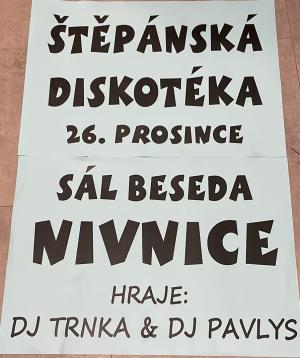 ŠTĚPÁNSKÁ
DISKOTÉKA
26. PROSINCE
SÁL BESEDA
NIVNICE
HRAJE:
DJ TRNKA & DJ PAVLYS